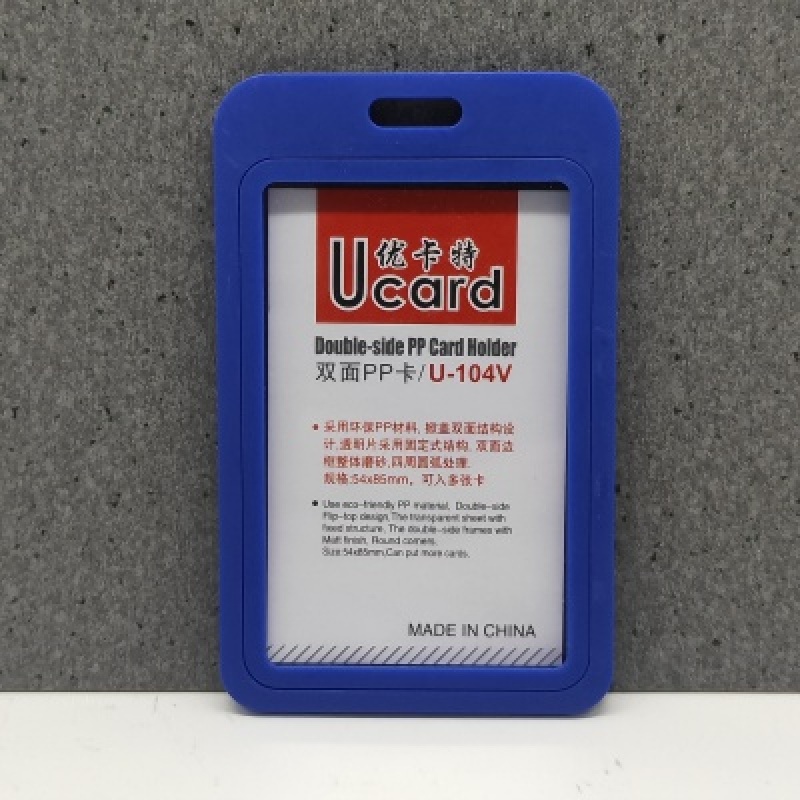 优卡特
Ucard
Double-side PP Card Holder
双面PP卡/U-104V
• 采用环保PP材料, 掀盖双面结构设
计,透明片采用固定式结构. 双面边
框整体磨砂,四周圆弧处理.
规格:54x85mm, 可入多张卡
• Use eco-friendly PP material, Double-side
Flip-top design,The transparent sheet with
fixed structure, The double-side frames with
Matt finish, Round corners.
Size:54x85mm,Can put more cards.
MADE IN CHINA